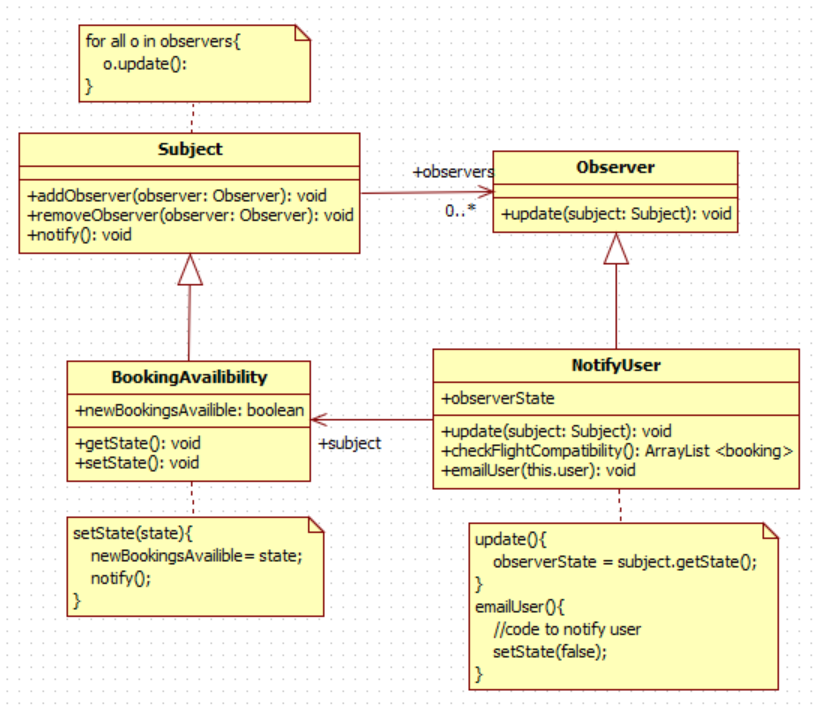 for all o in observers{
o.update():
}
Subject
+addObserver(observer: Observer): void
+removeObserver(observer: Observer): void
+notify(): void
+observers
0..*
Observer
+update(subject: Subject): void
BookingAvailibility
+newBookingsAvailible: boolean
+getState(): void
+setState(): void
+subject
NotifyUser
+observerState
+update(subject: Subject): void
+checkFlightCompatibility(): ArrayList <booking>
+emailUser(this.user): void
setState(state){
newBookingsAvailible= state;
notify();
}
update(){
observerState = subject.getState();
}
emailUser(){
//code to notify user
setState(false);
}